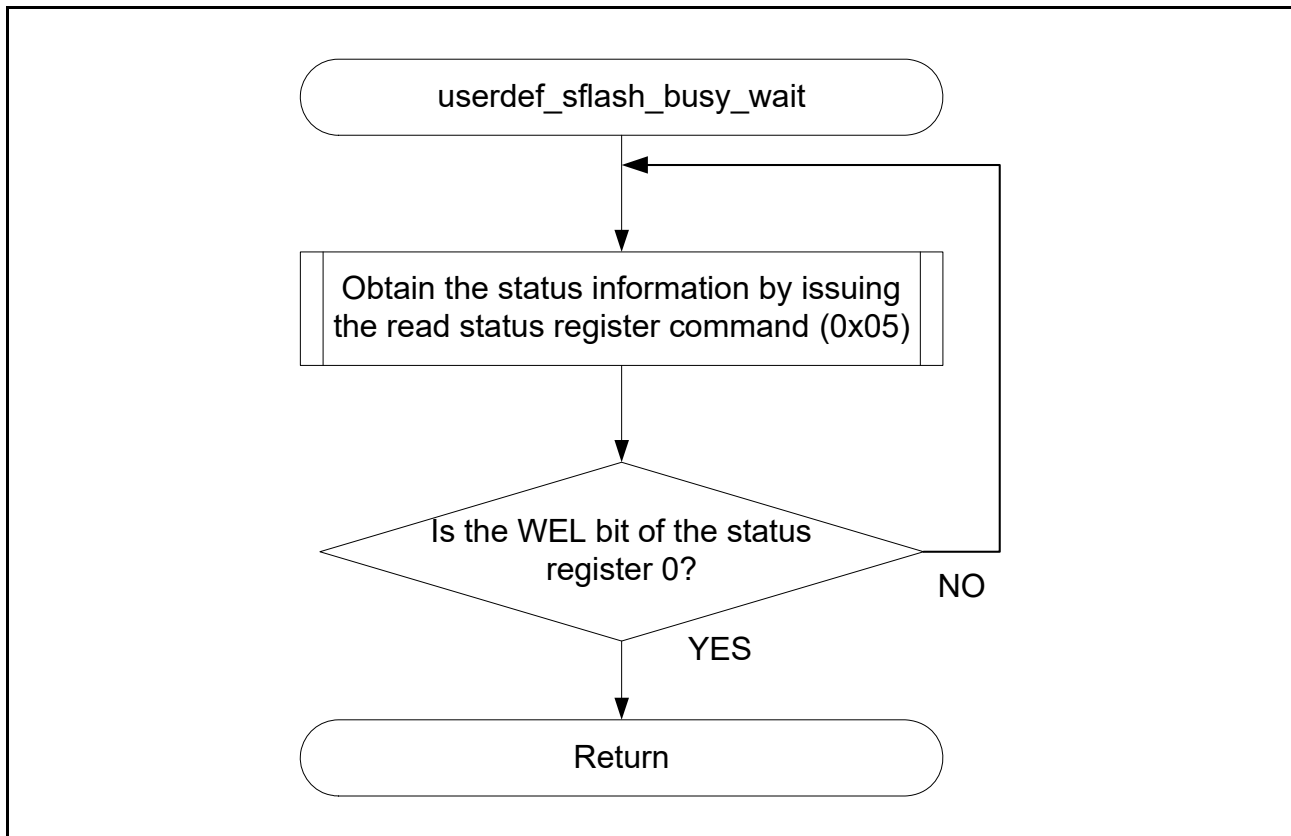 userdef_sflash_busy_wait
Obtain the status information by issuing
the read status register command (0x05)
Is the WEL bit of the status
register 0?
NO
YES
Return